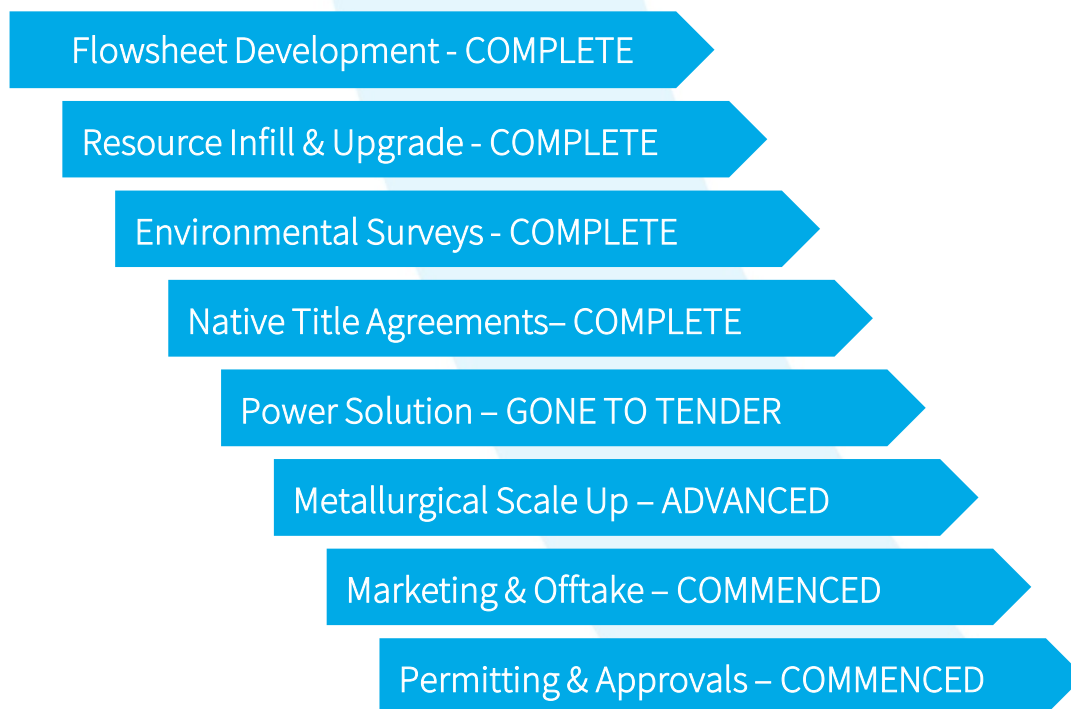 Flowsheet Development - COMPLETE
Resource Infill & Upgrade - COMPLETE
Environmental Surveys - COMPLETE
Native Title Agreements– COMPLETE
Power Solution – GONE TO TENDER
Metallurgical Scale Up – ADVANCED
Marketing & Offtake – COMMENCED
Permitting & Approvals – COMMENCED